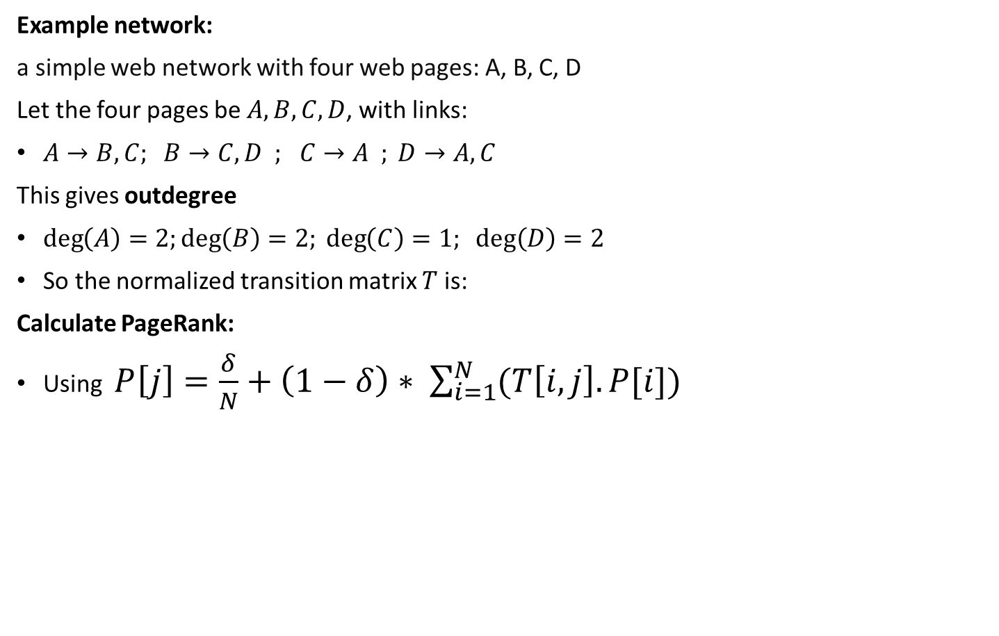 Example network:
a simple web network with four web pages: A, B, C, D
Let the four pages be A, B, C, D, with links:
• A → B, C; B → C, D ; C → A ; D → A, C
This gives outdegree
• deg(A) = 2; deg(B) = 2; deg(C) = 1; deg(D) = 2
• So the normalized transition matrix T is:
Calculate PageRank:
• Using P[j] = δ/N + (1 − δ) ∗ ∑ᵢ₌₁ᴺ(T[i, j]. P[i])